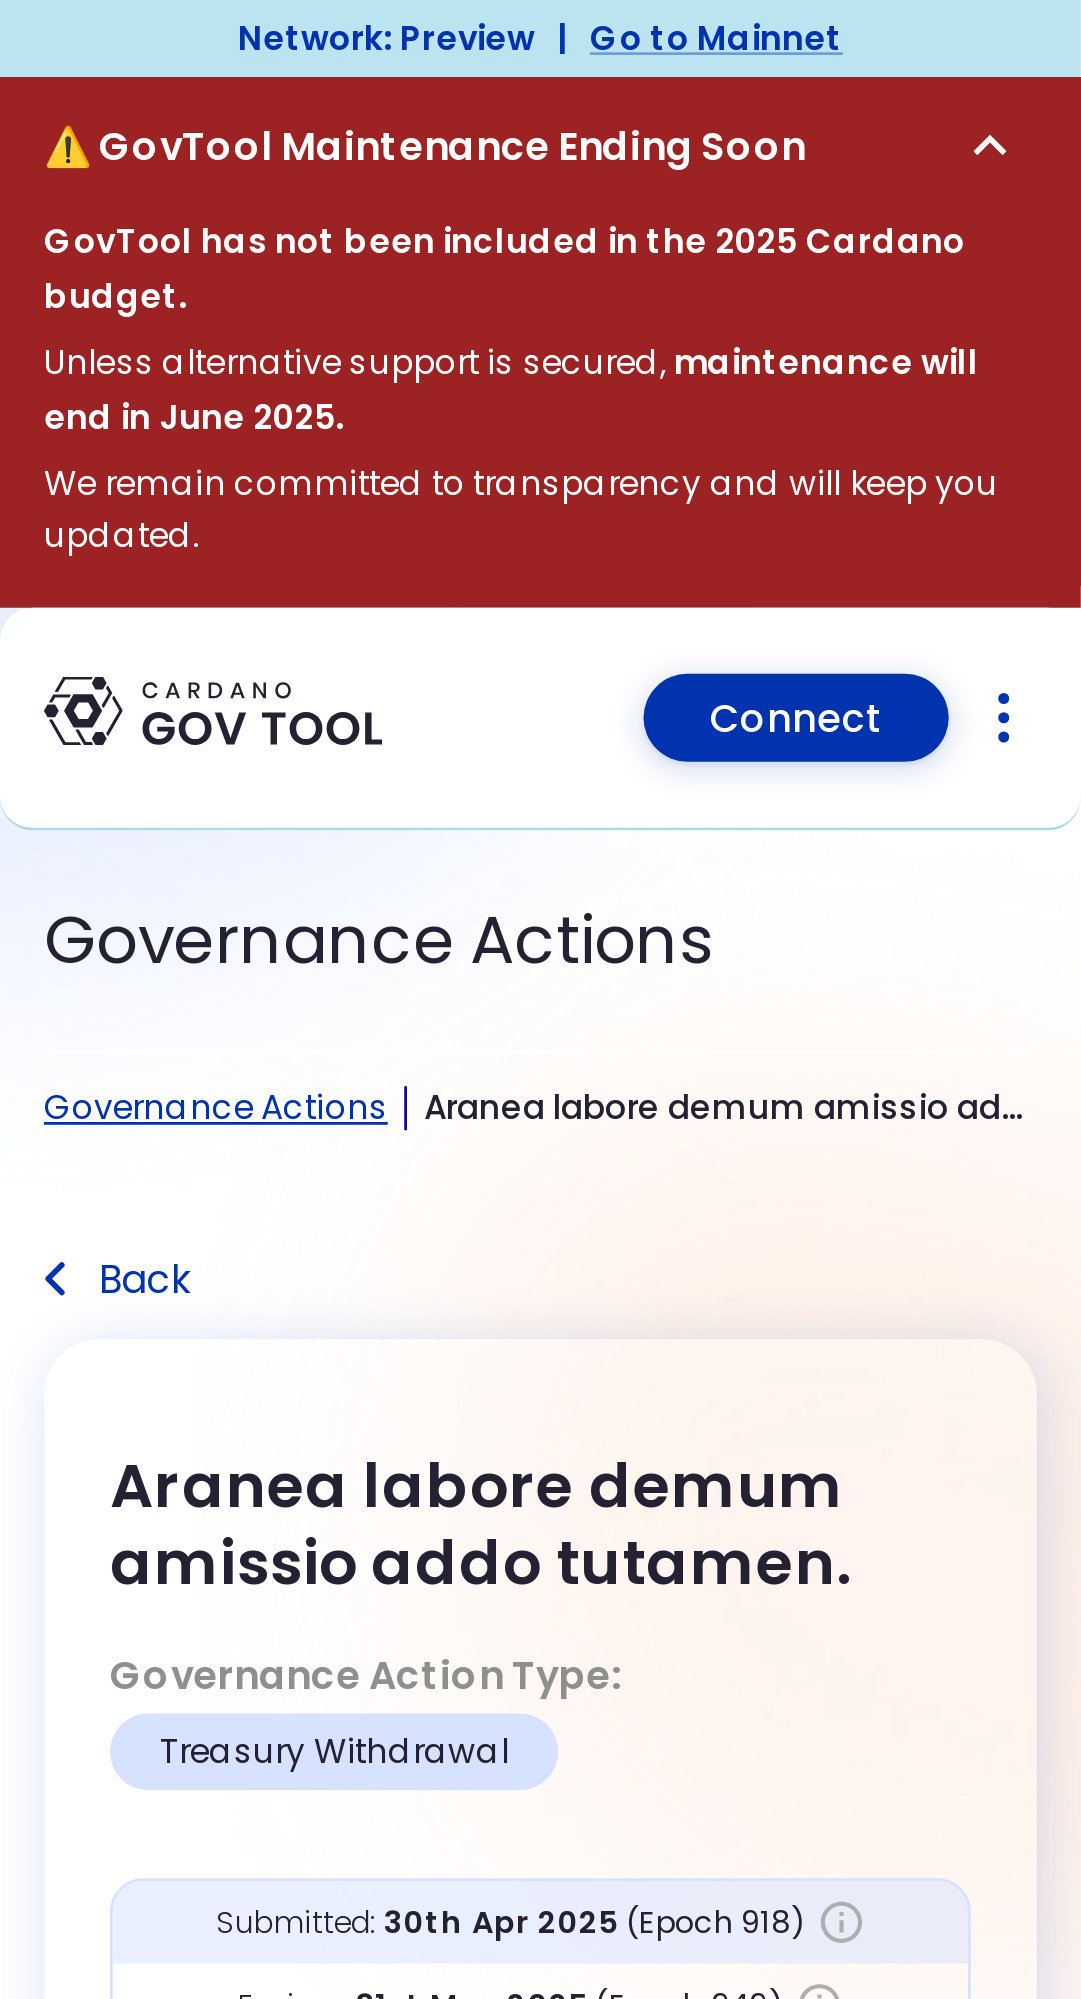 Network: Preview | Go to Mainnet
⚠️ GovTool Maintenance Ending Soon
GovTool has not been included in the 2025 Cardano
budget.
Unless alternative support is secured, maintenance will
end in June 2025.
We remain committed to transparency and will keep you
updated.
CARDANO
GOV TOOL
Connect
Governance Actions
Governance Actions | Aranea labore demum amissio ad...
Back
Aranea labore demum
amissio addo tutamen.
Governance Action Type:
Treasury Withdrawal
Submitted: 30th Apr 2025 (Epoch 918)